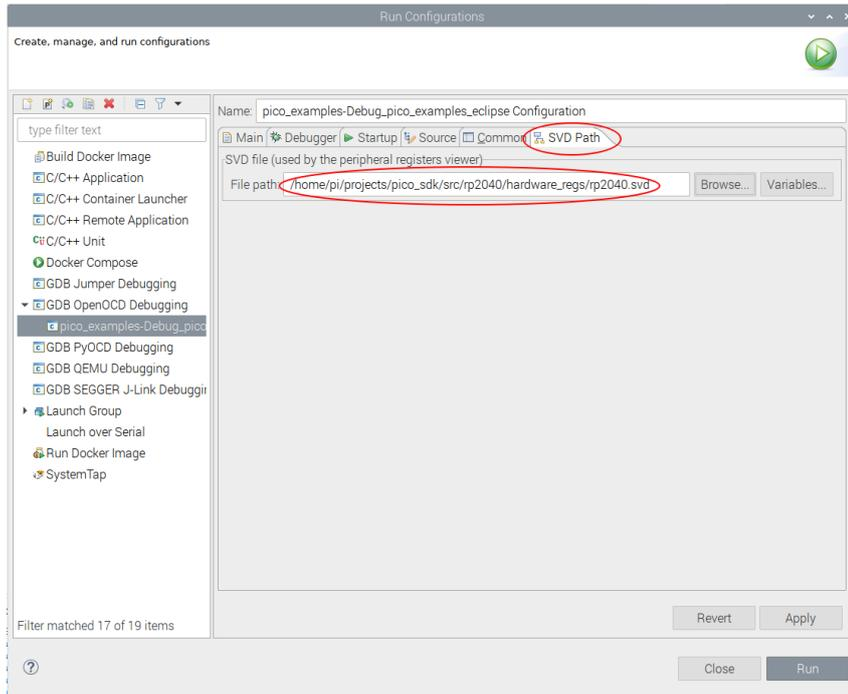 Run Configurations
Create, manage, and run configurations
Name: pico_examples-Debug_pico_examples_eclipse Configuration
type filter text
Main Debugger Startup Source Common SVD Path
Build Docker Image
C/C++ Application
C/C++ Container Launcher
C/C++ Remote Application
C/C++ Unit
Docker Compose
GDB Jumper Debugging
GDB OpenOCD Debugging
pico_examples-Debug_pico
GDB PyOCD Debugging
GDB QEMU Debugging
GDB SEGGER J-Link Debuggin
Launch Group
Launch over Serial
Run Docker Image
SystemTap
Filter matched 17 of 19 items
SVD file (used by the peripheral registers viewer)
File path: /home/pi/projects/pico_sdk/src/rp2040/hardware_regs/rp2040.svd Browse... Variables...
Revert Apply
Close Run